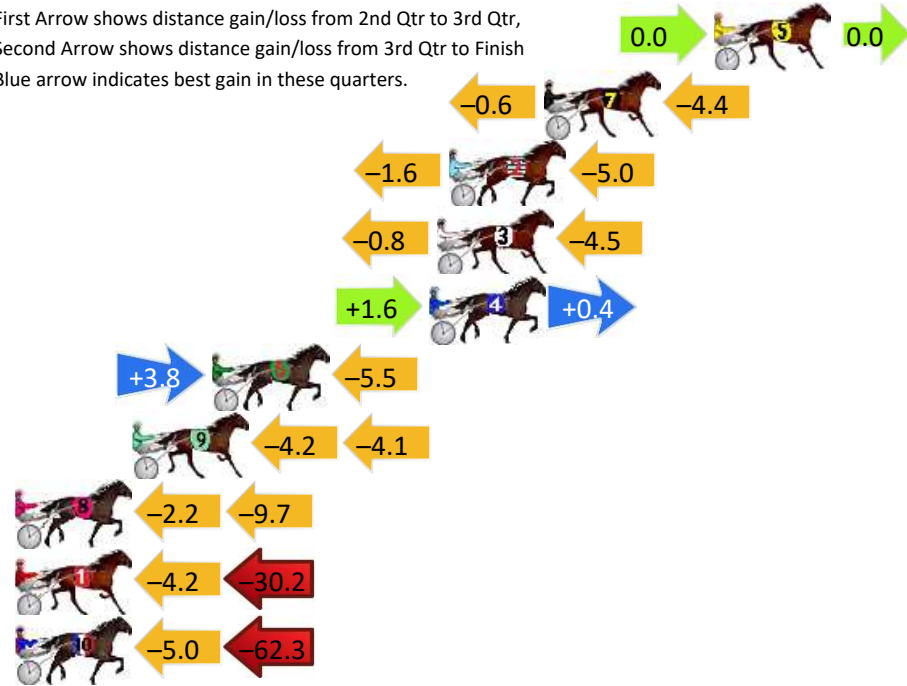 First Arrow shows distance gain/loss from 2nd Qtr to 3rd Qtr,
Second Arrow shows distance gain/loss from 3rd Qtr to Finish
Blue arrow indicates best gain in these quarters.
0.0 5 0.0
–0.6 7 –4.4
–1.6 2 –5.0
–0.8 3 –4.5
+1.6 4 +0.4
+3.8 6 –5.5
9 –4.2 –4.1
8 –2.2 –9.7
1 –4.2 –30.2
10 –5.0 –62.3